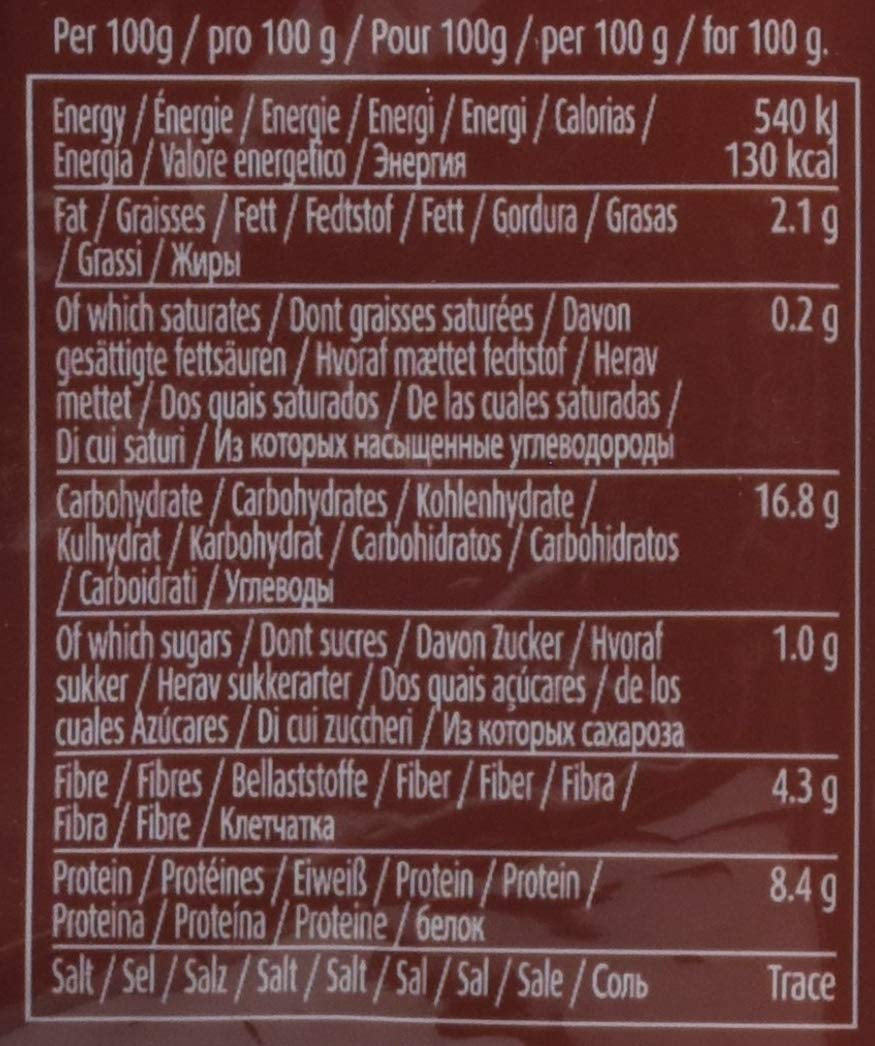 Per 100g / pro 100 g / Pour 100g / per 100 g / for 100 g.
Energy / Énergie / Energie / Energi / Energi / Calorias / 540 kJ
Energía / Valore energetico / Энергия 130 kcal
Fat / Graisses / Fett / Fedtstof / Fett / Gordura / Grasas 2.1 g
/ Grassi / Жиры
Of which saturates / Dont graisses saturées / Davon 0.2 g
gesättigte fettsäuren / Hvoraf mættet fedtstof / Herav
mettet / Dos quais saturados / De las cuales saturadas /
Di cui saturi / Из которых насыщенные углеводороды
Carbohydrate / Carbohydrates / Kohlenhydrate / 16.8 g
Kulhydrat / Karbohydrat / Carbohidratos / Carbohidratos
/ Carboidrati / Углеводы
Of which sugars / Dont sucres / Davon Zucker / Hvoraf 1.0 g
sukker / Herav sukkerarter / Dos quais açúcares / de los
cuales Azúcares / Di cui zuccheri / Из которых сахароза
Fibre / Fibres / Bellaststoffe / Fiber / Fiber / Fibra / 4.3 g
Fibra / Fibre / Клетчатка
Protein / Protéines / Eiweiß / Protein / Protein / 8.4 g
Proteina / Proteína / Proteine / белок
Salt / Sel / Salz / Salt / Salt / Sal / Sal / Sale / Соль Trace